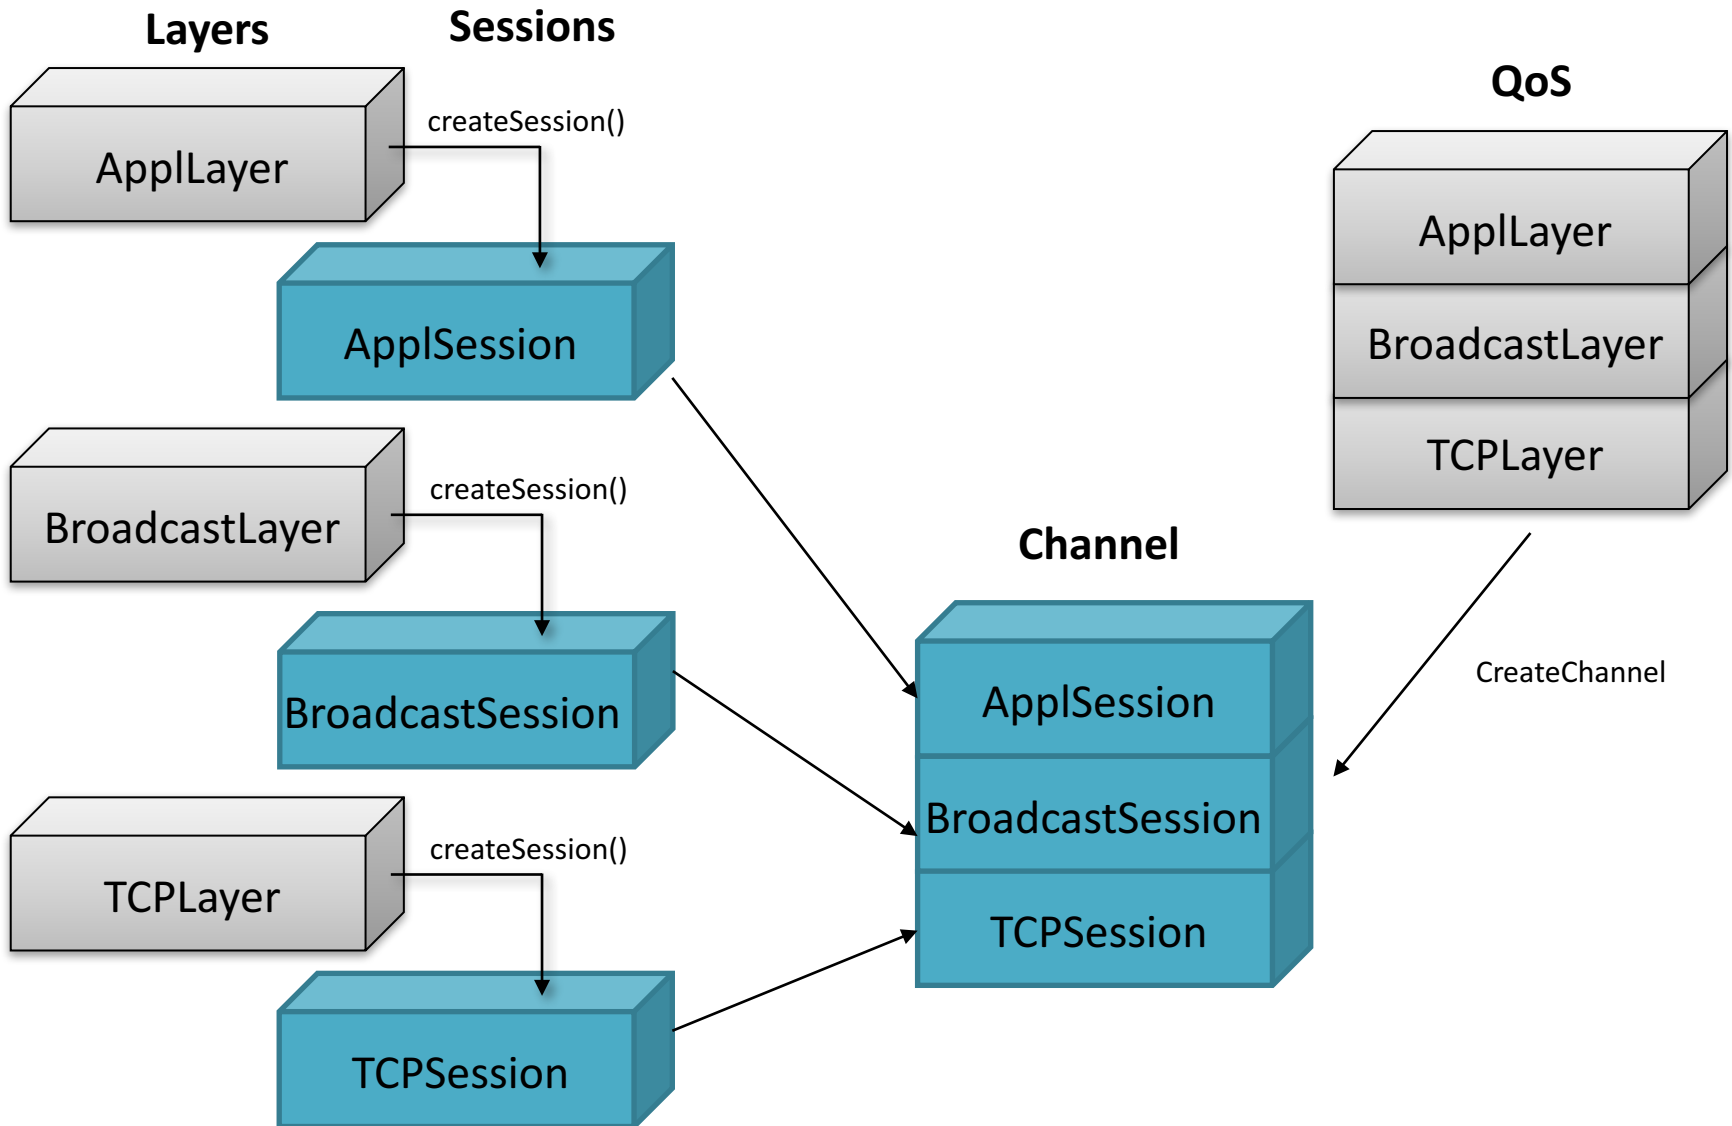 Layers
Sessions
QoS
createSession()
ApplLayer
ApplLayer
ApplSession
BroadcastLayer
TCPLayer
createSession()
BroadcastLayer
Channel
CreateChannel
BroadcastSession
ApplSession
BroadcastSession
createSession()
TCPLayer
TCPSession
TCPSession